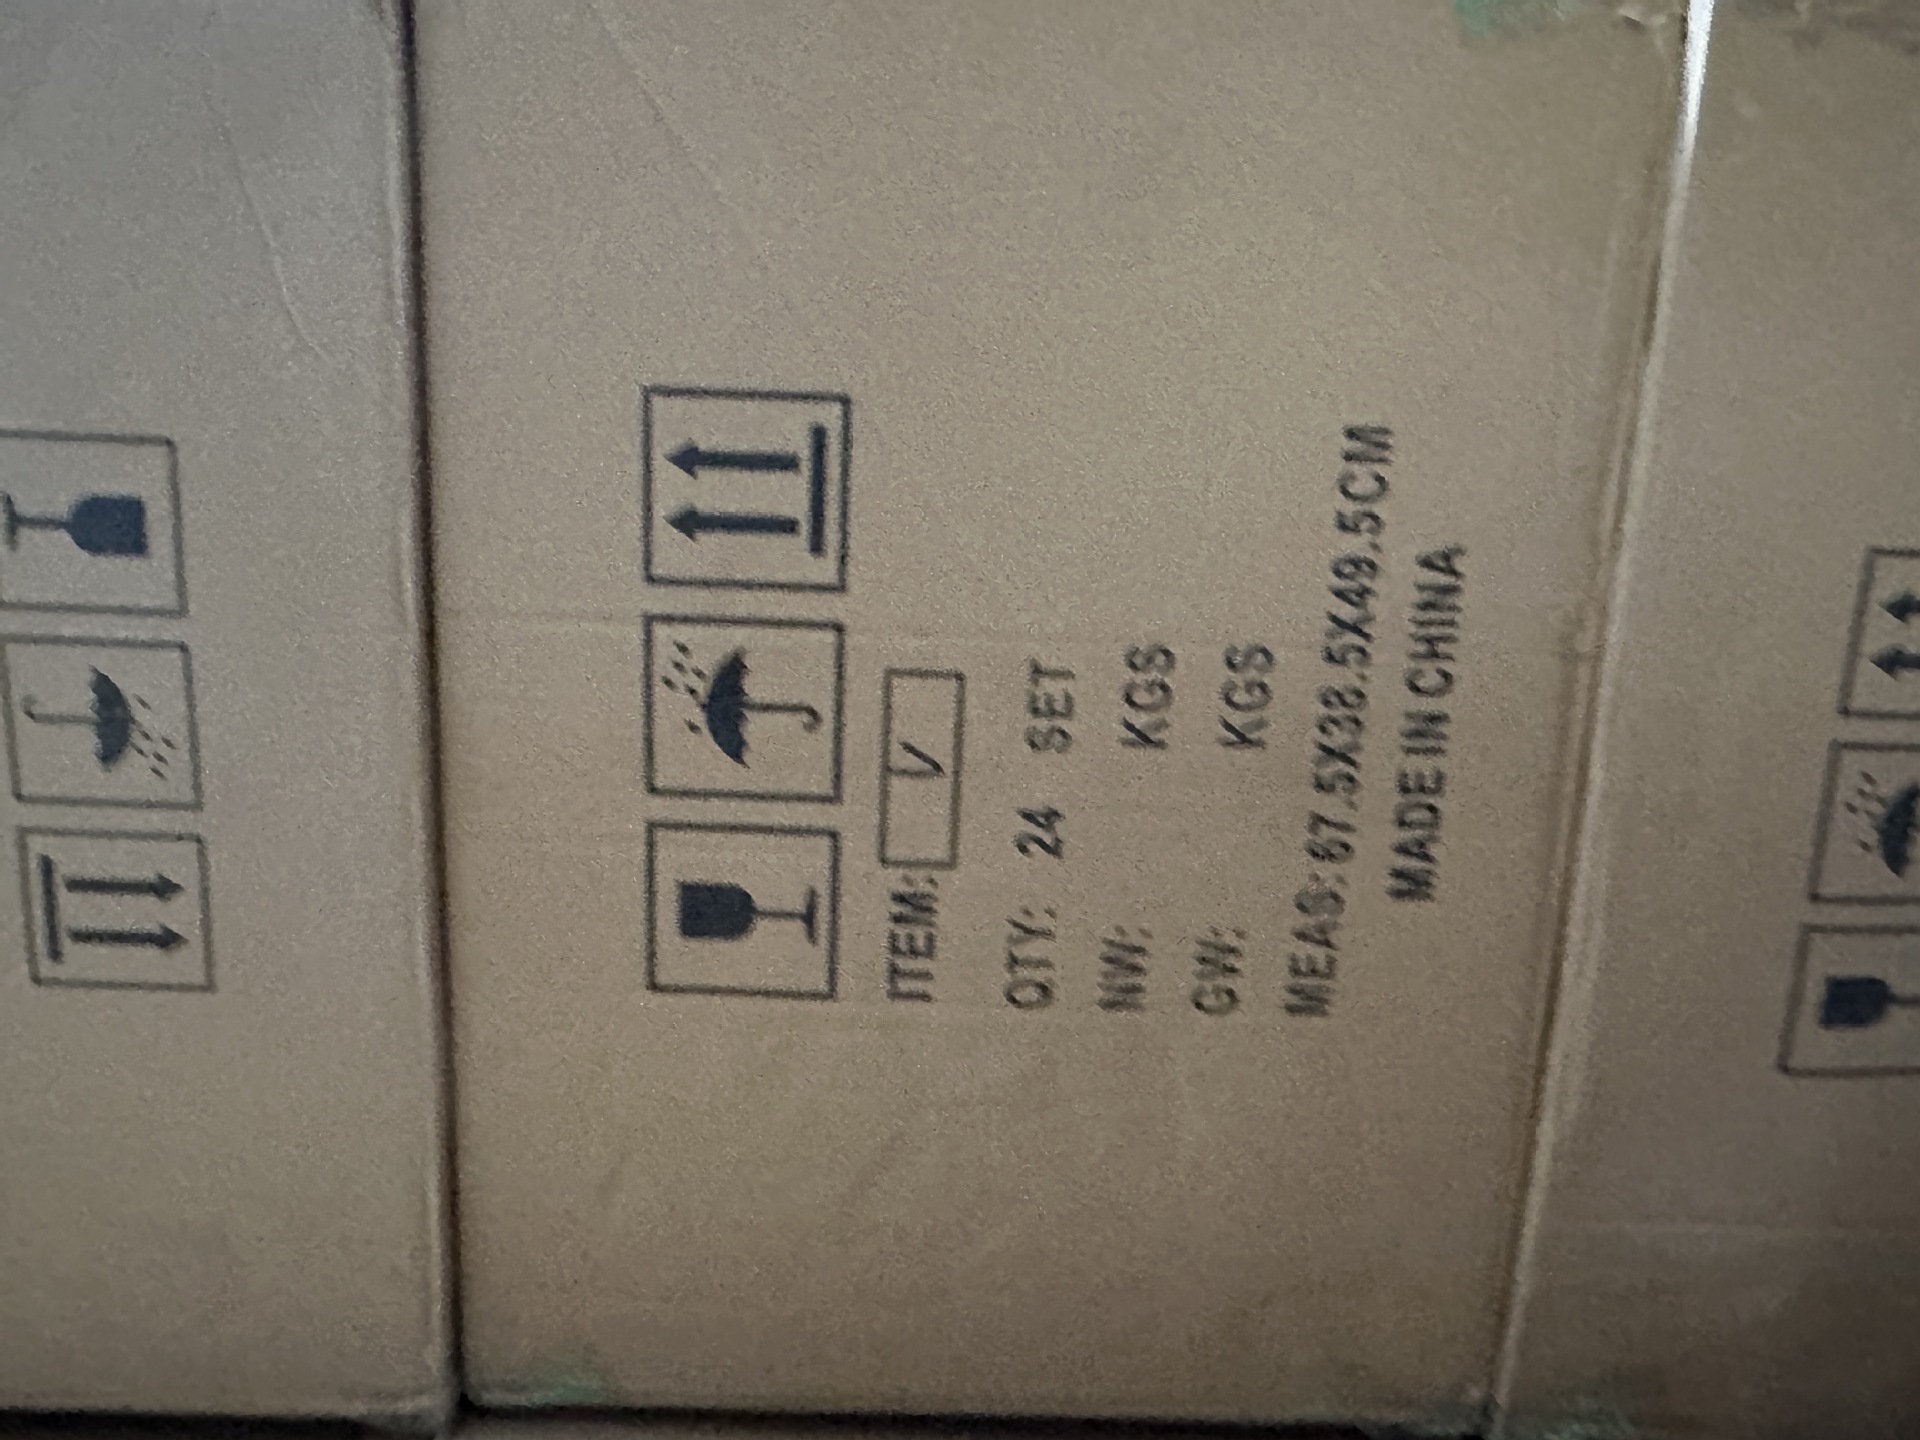 ITEM: V
QTY: 24 SET
NW: KGS
GW: KGS
MEAS:67.5X38.5X49.5CM
MADE IN CHINA